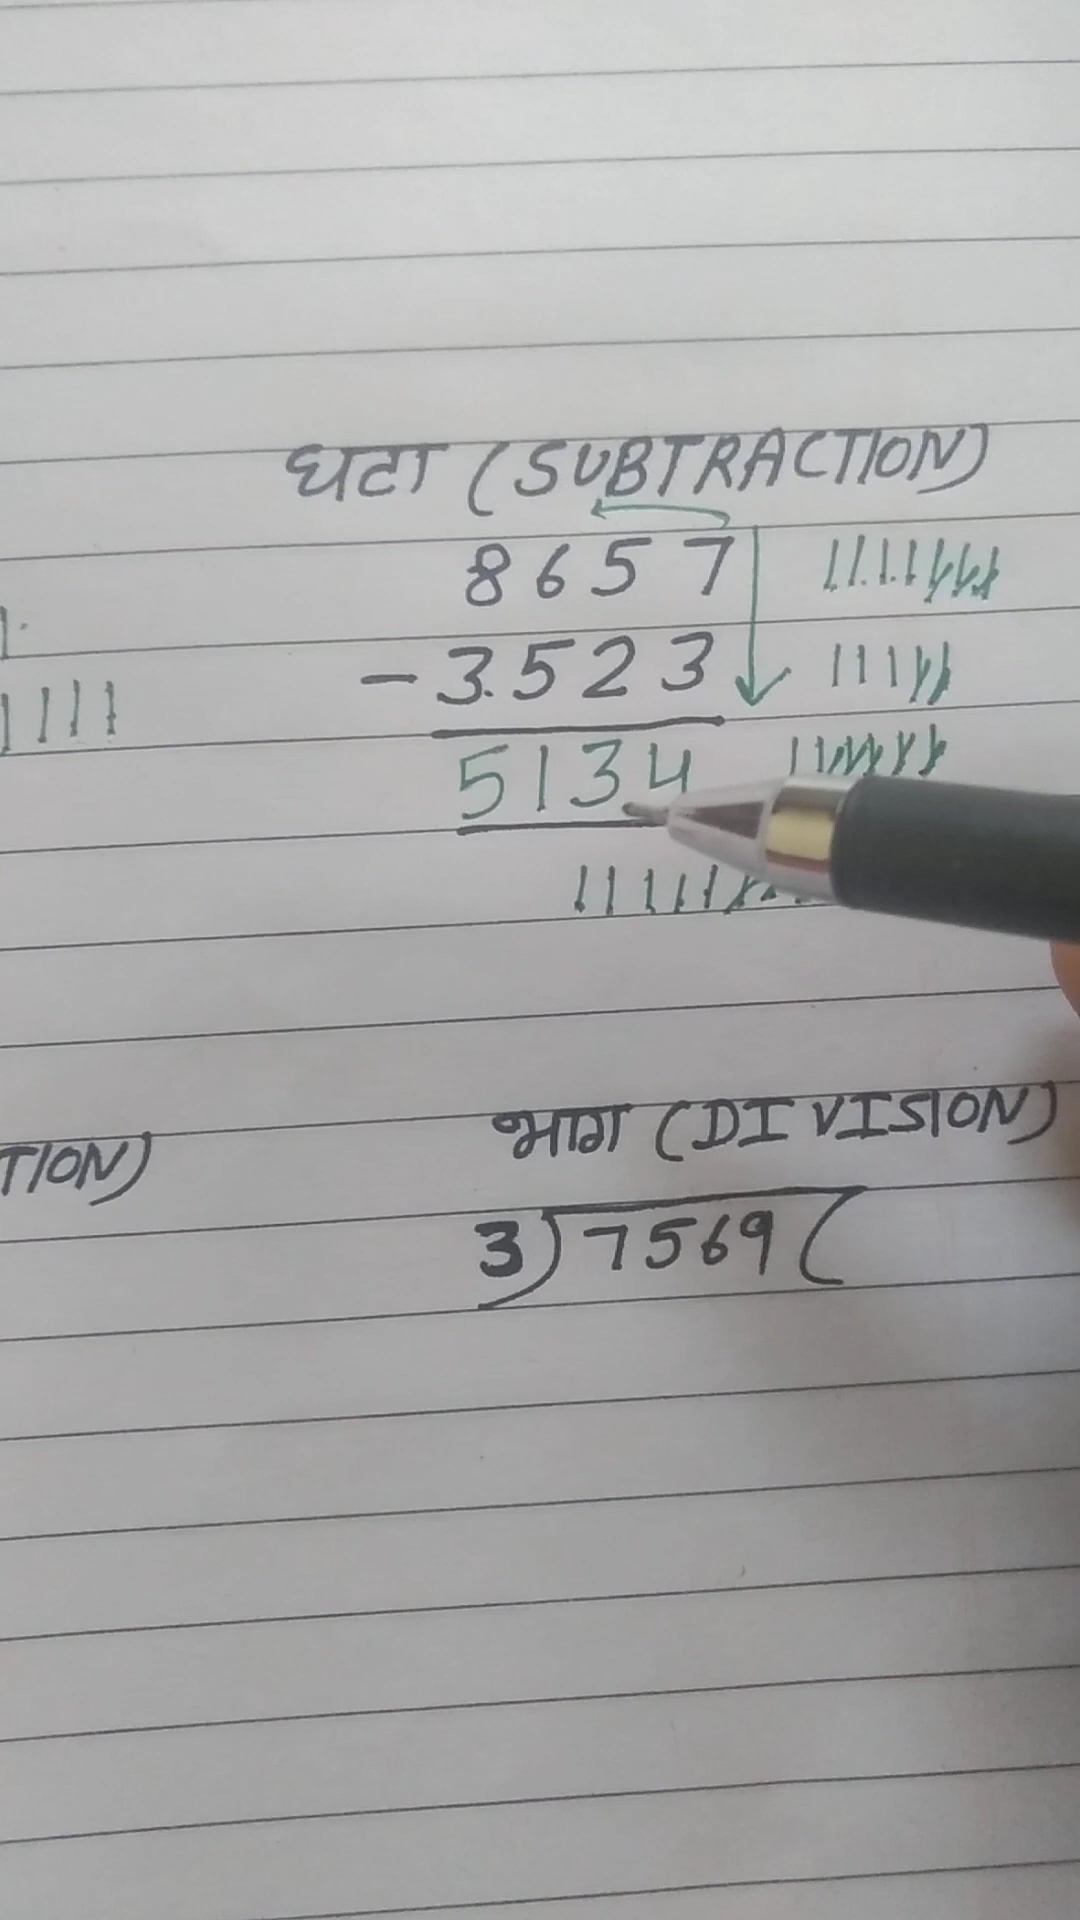 घटा (SUBTRACTION)
8657
-3523
5134
TION)
भाग (DIVISION)
3)7569(